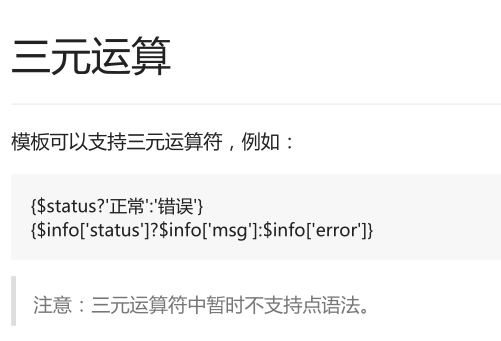 三元运算
模板可以支持三元运算符，例如：
{$status?'正常':'错误'}
{$info['status']?$info['msg']:$info['error']}
注意：三元运算符中暂时不支持点语法。